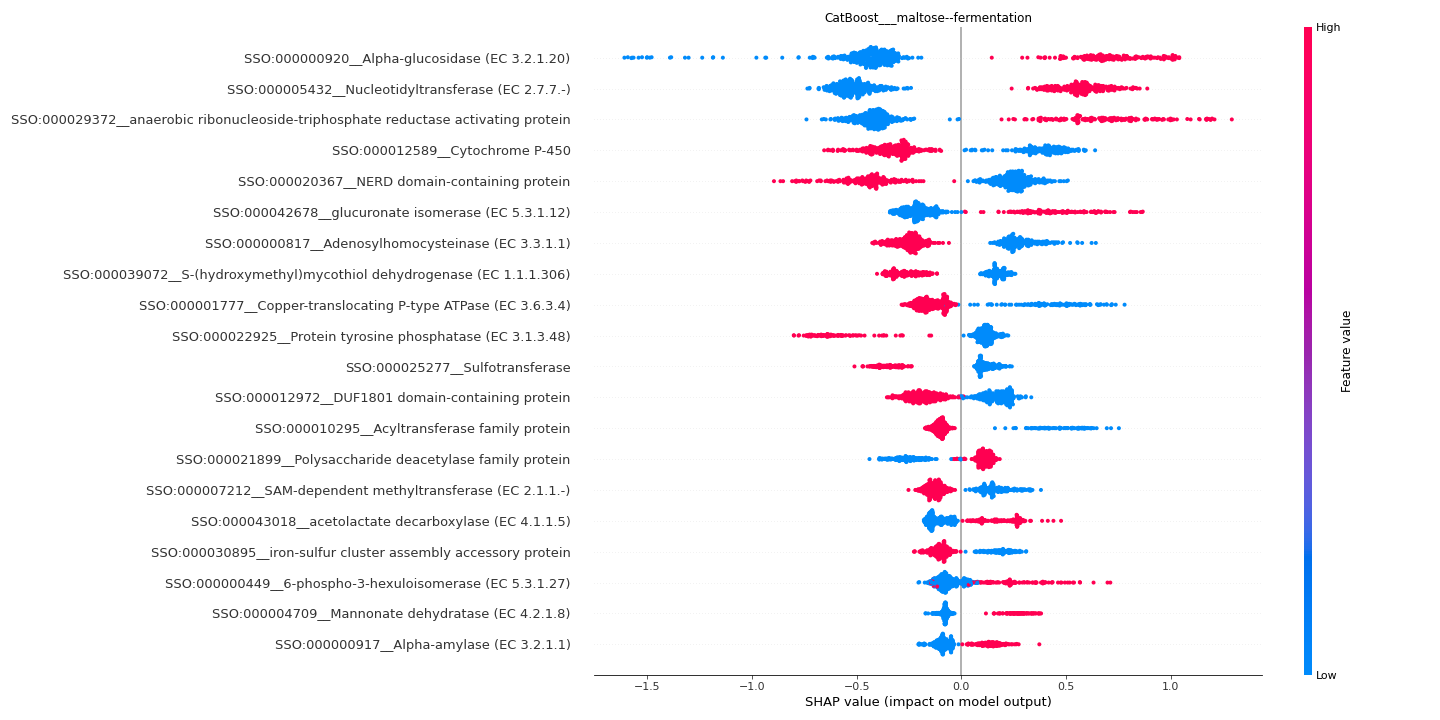 CatBoost___maltose--fermentation
SSO:000000920__Alpha-glucosidase (EC 3.2.1.20)
SSO:000005432__Nucleotidyltransferase (EC 2.7.7.-)
SSO:000029372__anaerobic ribonucleoside-triphosphate reductase activating protein
SSO:000012589__Cytochrome P-450
SSO:000020367__NERD domain-containing protein
SSO:000042678__glucuronate isomerase (EC 5.3.1.12)
SSO:000000817__Adenosylhomocysteinase (EC 3.3.1.1)
SSO:000039072__S-(hydroxymethyl)mycothiol dehydrogenase (EC 1.1.1.306)
SSO:000001777__Copper-translocating P-type ATPase (EC 3.6.3.4)
SSO:000022925__Protein tyrosine phosphatase (EC 3.1.3.48)
SSO:000025277__Sulfotransferase
SSO:000012972__DUF1801 domain-containing protein
SSO:000010295__Acyltransferase family protein
SSO:000021899__Polysaccharide deacetylase family protein
SSO:000007212__SAM-dependent methyltransferase (EC 2.1.1.-)
SSO:000043018__acetolactate decarboxylase (EC 4.1.1.5)
SSO:000030895__iron-sulfur cluster assembly accessory protein
SSO:000000449__6-phospho-3-hexuloisomerase (EC 5.3.1.27)
SSO:000004709__Mannonate dehydratase (EC 4.2.1.8)
SSO:000000917__Alpha-amylase (EC 3.2.1.1)
−1.5 −1.0 −0.5 0.0 0.5 1.0
SHAP value (impact on model output)
High
Feature value
Low